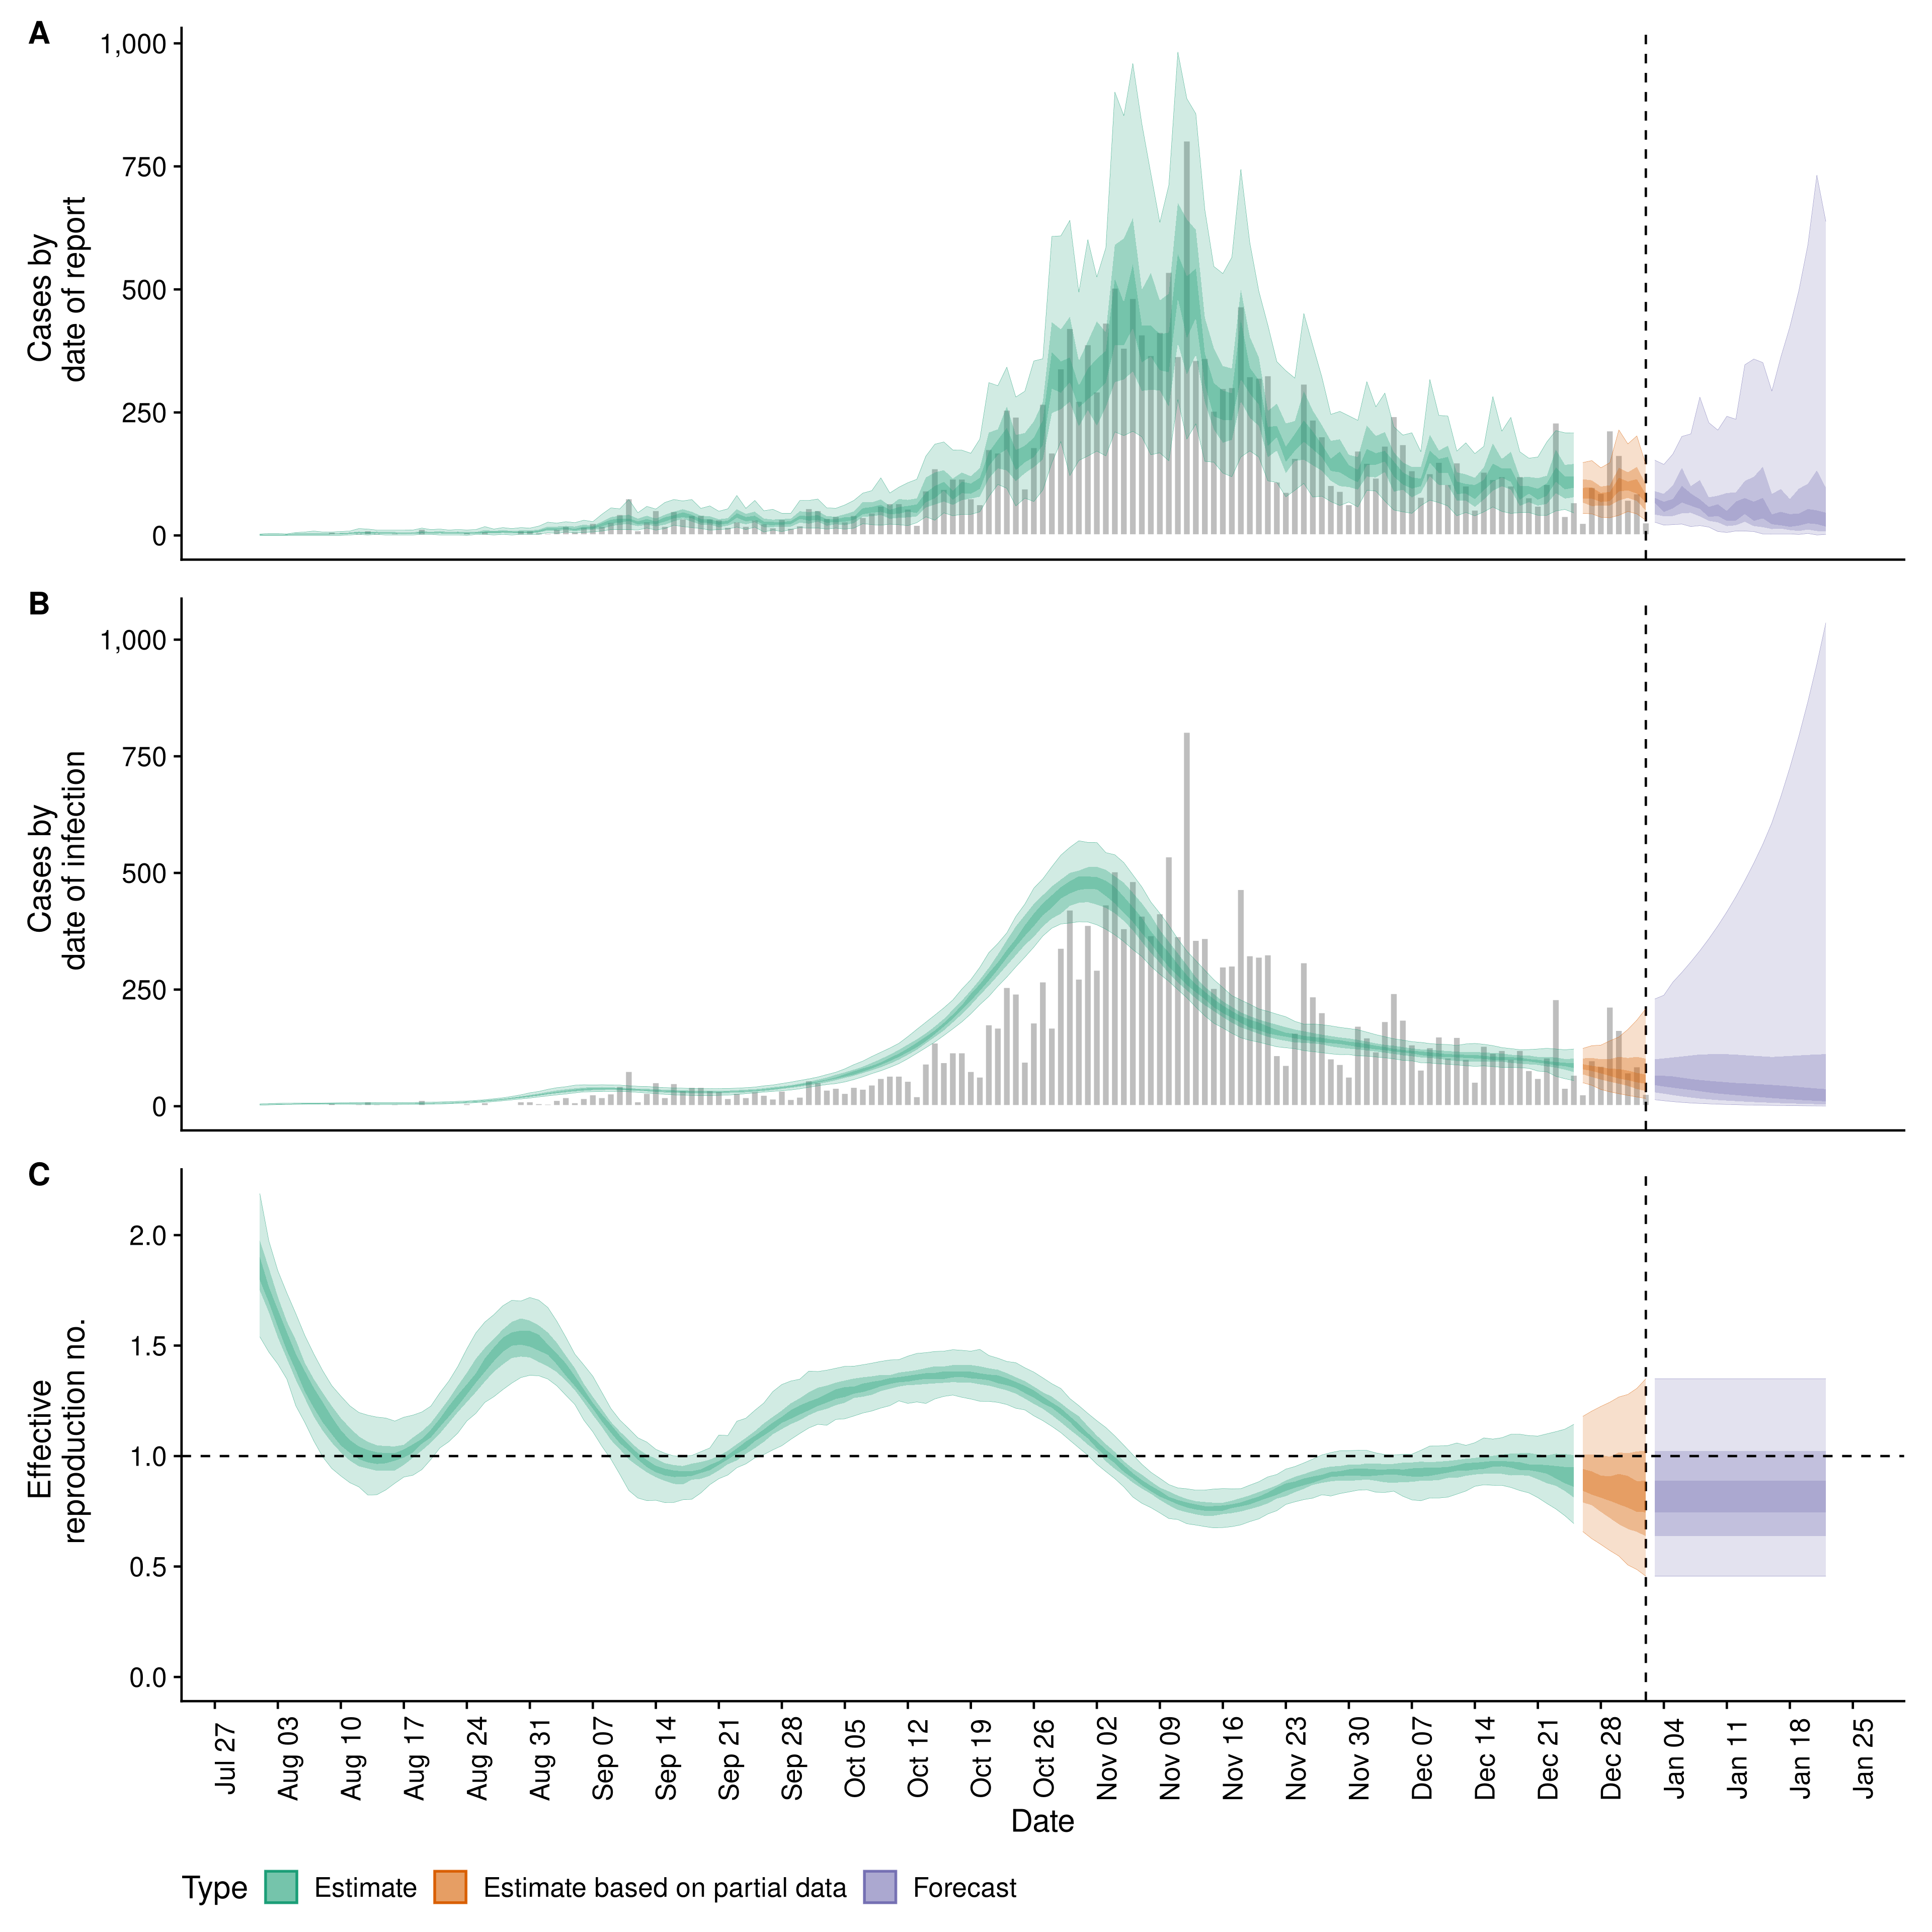 A
1,000
750
500
250
0
Cases by
date of report
B
1,000
750
500
250
0
Cases by
date of infection
C
2.0
1.5
1.0
0.5
0.0
Effective
reproduction no.
Jul 27
Aug 03
Aug 10
Aug 17
Aug 24
Aug 31
Sep 07
Sep 14
Sep 21
Sep 28
Oct 05
Oct 12
Oct 19
Oct 26
Nov 02
Nov 09
Nov 16
Nov 23
Nov 30
Dec 07
Dec 14
Dec 21
Dec 28
Jan 04
Jan 11
Jan 18
Jan 25
Date
Type Estimate Estimate based on partial data Forecast